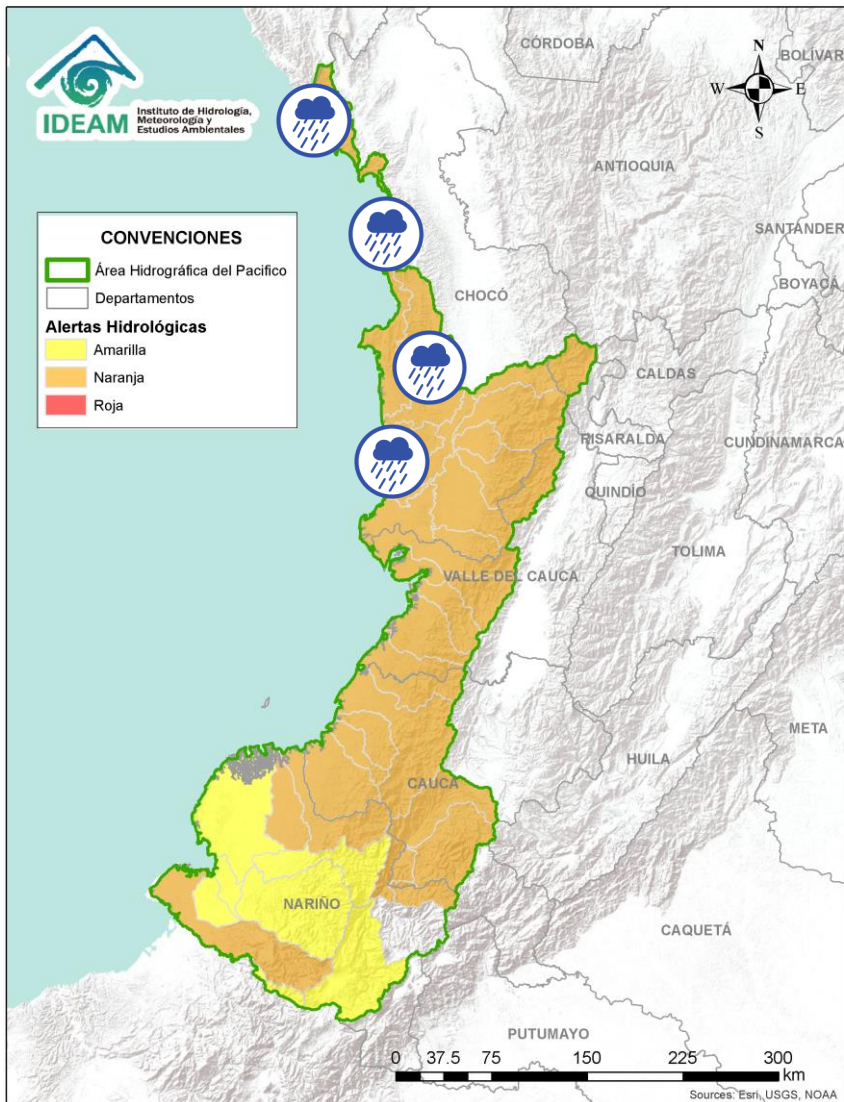 IDEAM
Instituto de Hidrología,
Meteorología y
Estudios Ambientales
CONVENCIONES
Área Hidrográfica del Pacifico
Departamentos
Alertas Hidrológicas
Amarilla
Naranja
Roja
N
W
E
S
CÓRDOBA
BOLÍVAR
ANTIOQUIA
SANTANDER
BOYACÁ
CHOCÓ
CALDAS
RISARALDA
CUNDINAMARCA
QUINDÍO
TOLIMA
VALLE DEL CAUCA
META
HUILA
CAUCA
NARIÑO
CAQUETÁ
PUTUMAYO
0 37.5 75 150 225 300
km
Sources: Esri, USGS, NOAA